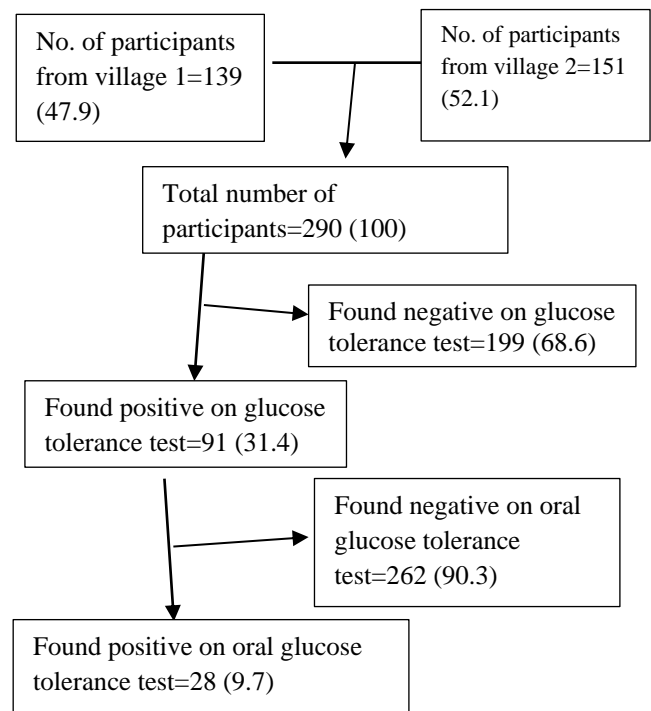 No. of participants
from village 1=139
(47.9)
No. of participants
from village 2=151
(52.1)
Total number of
participants=290 (100)
Found negative on glucose
tolerance test=199 (68.6)
Found positive on glucose
tolerance test=91 (31.4)
Found negative on oral
glucose tolerance
test=262 (90.3)
Found positive on oral glucose
tolerance test=28 (9.7)